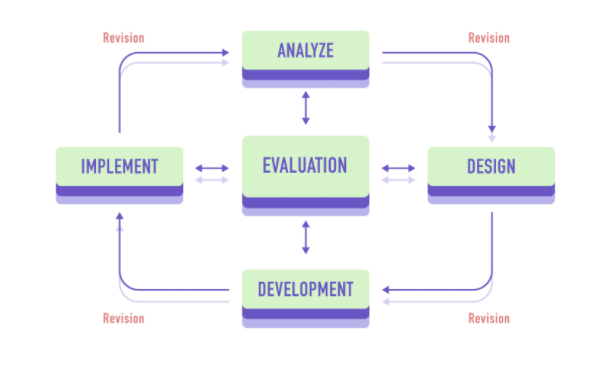 Revision
ANALYZE
Revision
IMPLEMENT
EVALUATION
DESIGN
DEVELOPMENT
Revision
Revision